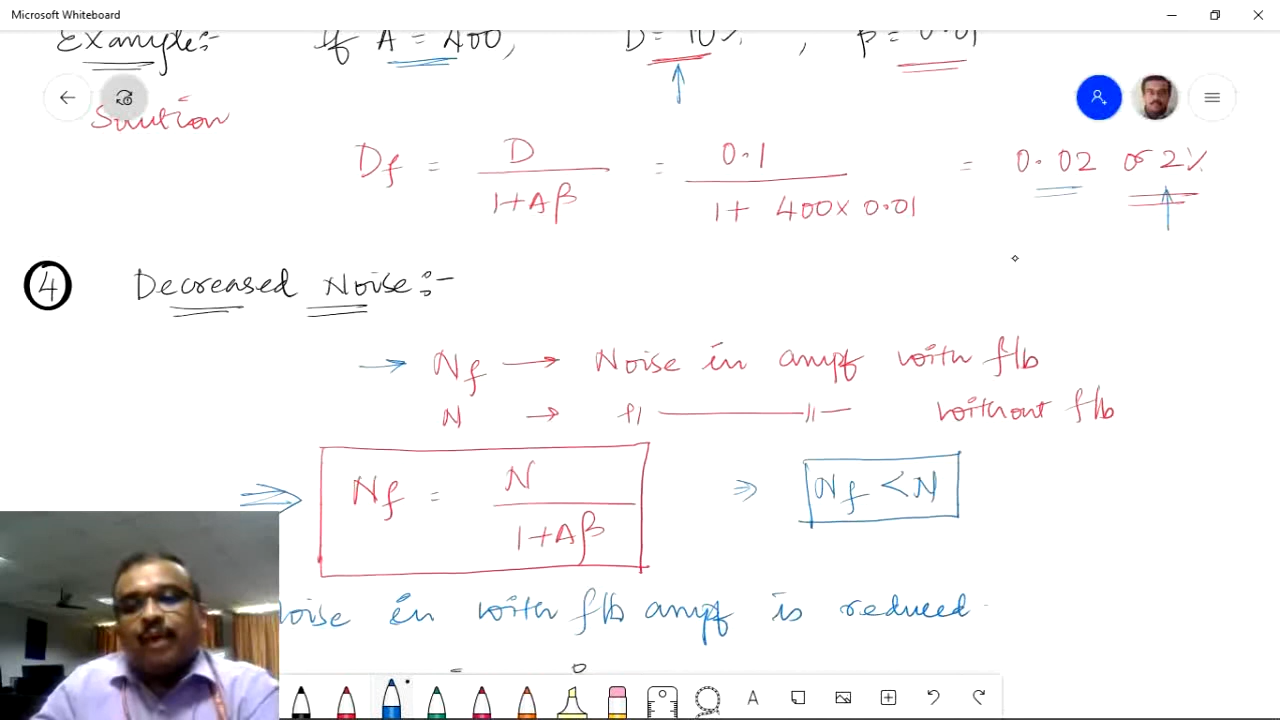 Microsoft Whiteboard
Example:- If A = 400, D = 10%, β = 0.01
Solution
Df = D / 1+Aβ = 0.1 / 1+ 400x 0.01 = 0.02 or 2%
4 Decreased Noise:-
→ Nf → Noise in ampf with f/b
N → 〃 ——— 〃 — without f/b
⇒ Nf = N / 1+Aβ ⇒ Nf < N
oise in with f/b ampf is reduced
A